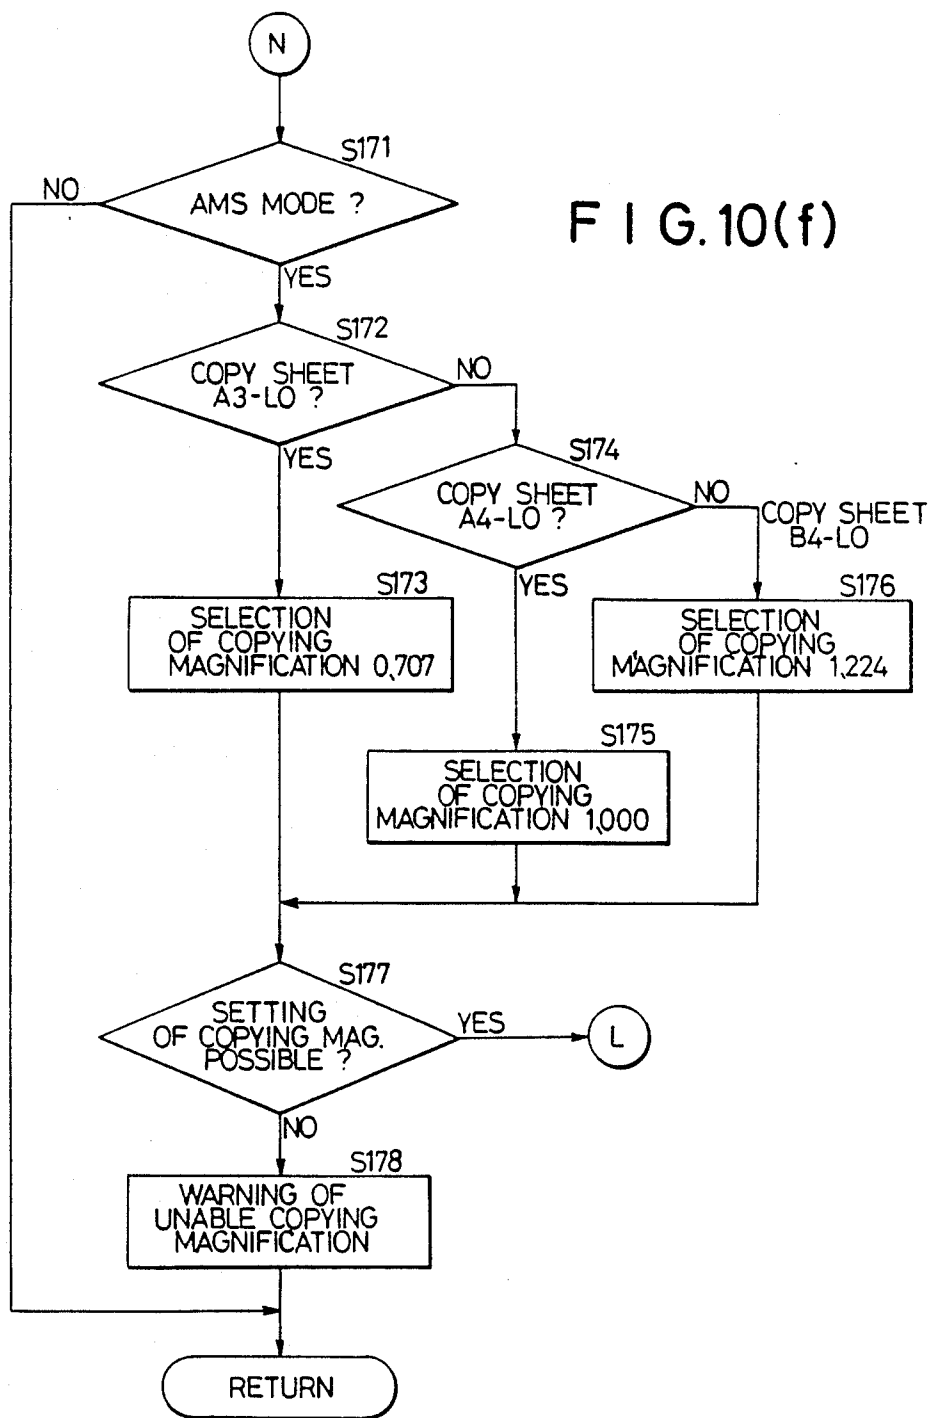 N
S171
NO
AMS MODE ?
F I G. 10(f)
YES
S172
COPY SHEET
A3-LO ?
NO
YES
S174
COPY SHEET
A4-LO ?
NO
COPY SHEET
B4-LO
YES
S173
SELECTION
OF COPYING
MAGNIFICATION 0,707
S176
SELECTION
OF COPYING
MAGNIFICATION 1,224
S175
SELECTION
OF COPYING
MAGNIFICATION 1,000
S177
SETTING
OF COPYING MAG.
POSSIBLE ?
YES
L
NO
S178
WARNING OF
UNABLE COPYING
MAGNIFICATION
RETURN